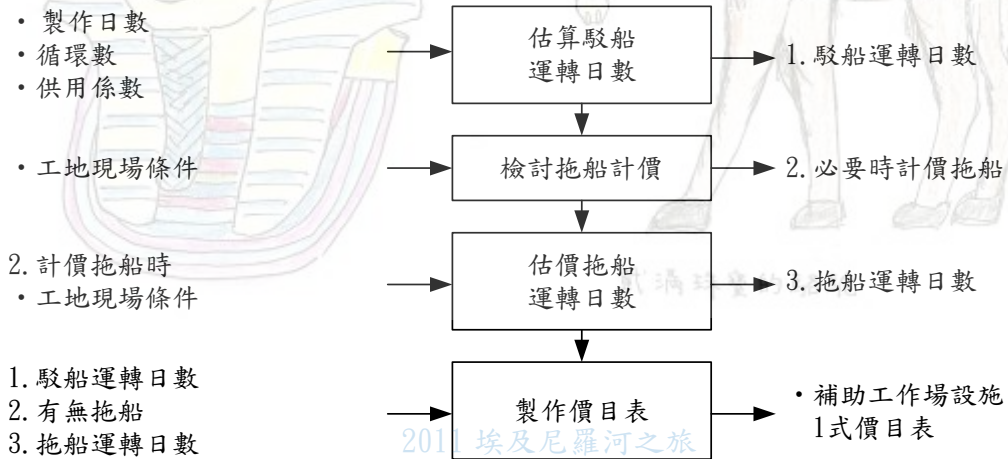 • 製作日數
• 循環數
• 供用係數
估算駁船
運轉日數
1.駁船運轉日數
• 工地現場條件
檢討拖船計價
2.必要時計價拖船
2.計價拖船時
• 工地現場條件
估價拖船
運轉日數
3.拖船運轉日數
1.駁船運轉日數
2.有無拖船
3.拖船運轉日數
製作價目表
• 補助工作場設施
1式價目表
2011 埃及尼羅河之旅